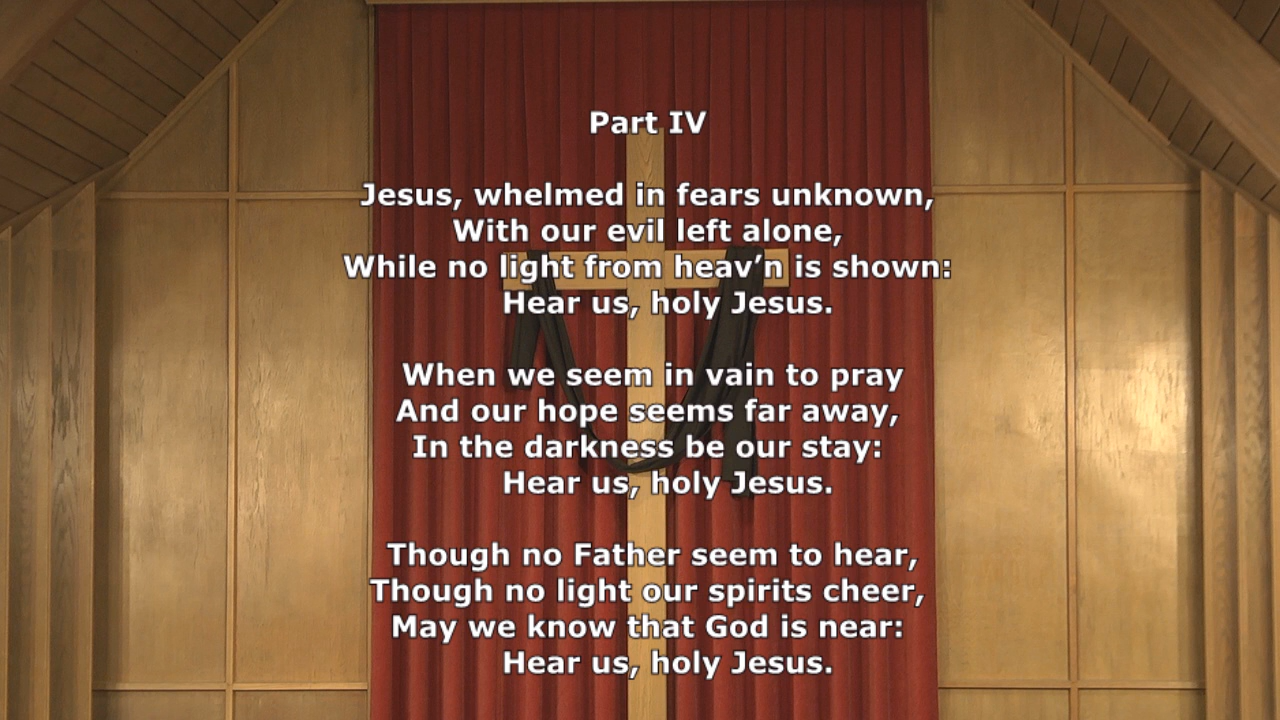 Part IV
Jesus, whelmed in fears unknown,
With our evil left alone,
While no light from heav’n is shown:
Hear us, holy Jesus.
When we seem in vain to pray
And our hope seems far away,
In the darkness be our stay:
Hear us, holy Jesus.
Though no Father seem to hear,
Though no light our spirits cheer,
May we know that God is near:
Hear us, holy Jesus.